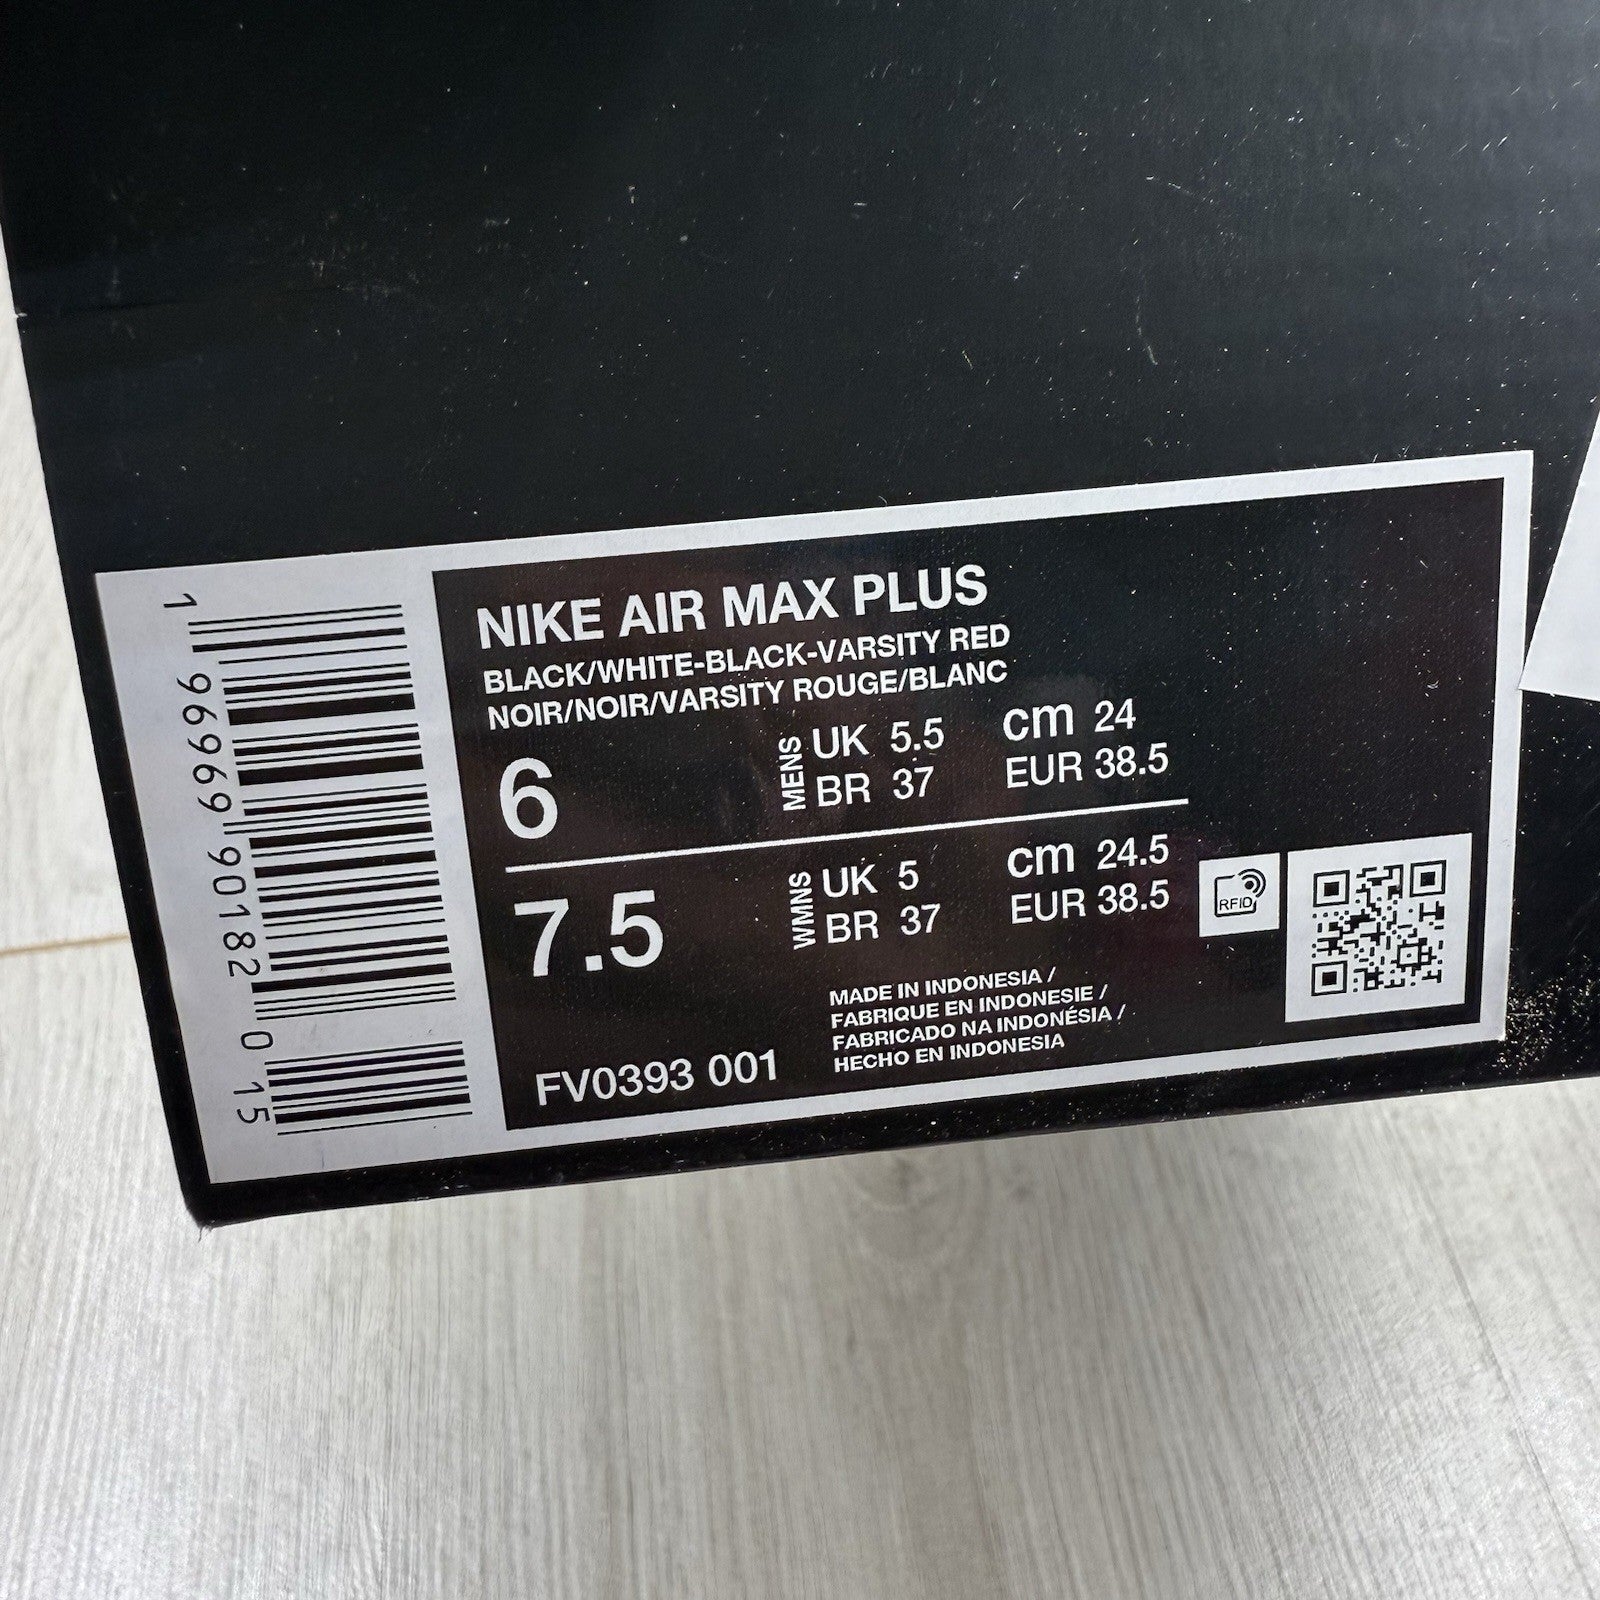 NIKE AIR MAX PLUS
BLACK/WHITE-BLACK-VARSITY RED
NOIR/NOIR/VARSITY ROUGE/BLANC
6 MENS UK 5.5 cm 24
BR 37 EUR 38.5
7.5 WMNS UK 5 cm 24.5
BR 37 EUR 38.5
RFID
MADE IN INDONESIA /
FABRIQUE EN INDONESIE /
FABRICADO NA INDONÉSIA /
HECHO EN INDONESIA
FV0393 001
1 96969 90182 0 15